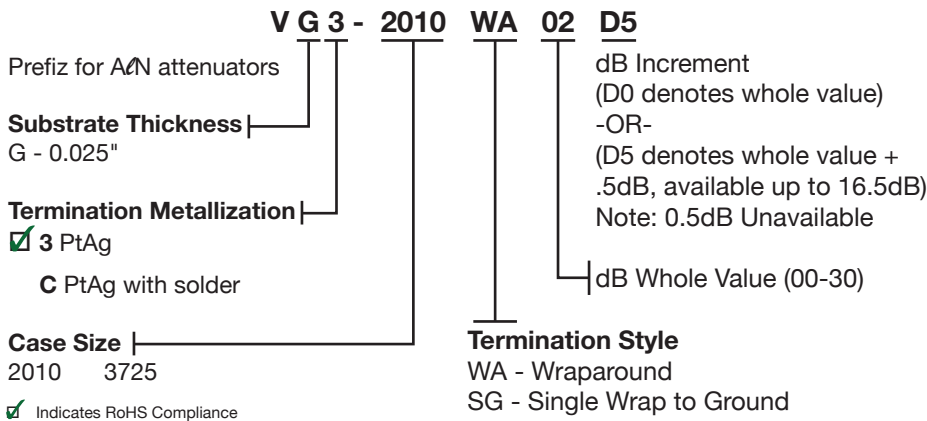 V G 3 - 2010 WA 02 D5
Prefiz for AℓN attenuators
Substrate Thickness
G - 0.025"
Termination Metallization
3 PtAg
C PtAg with solder
Case Size
2010 3725
Indicates RoHS Compliance
dB Increment
(D0 denotes whole value)
-OR-
(D5 denotes whole value +
.5dB, available up to 16.5dB)
Note: 0.5dB Unavailable
dB Whole Value (00-30)
Termination Style
WA - Wraparound
SG - Single Wrap to Ground